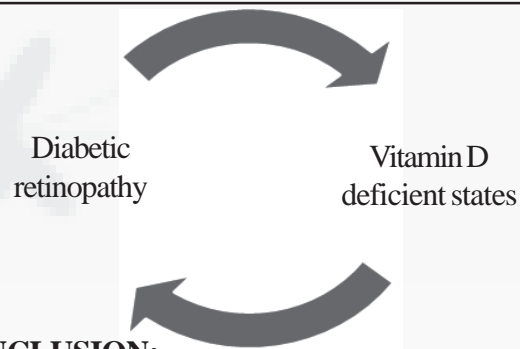 Diabetic
retinopathy
Vitamin D
deficient states